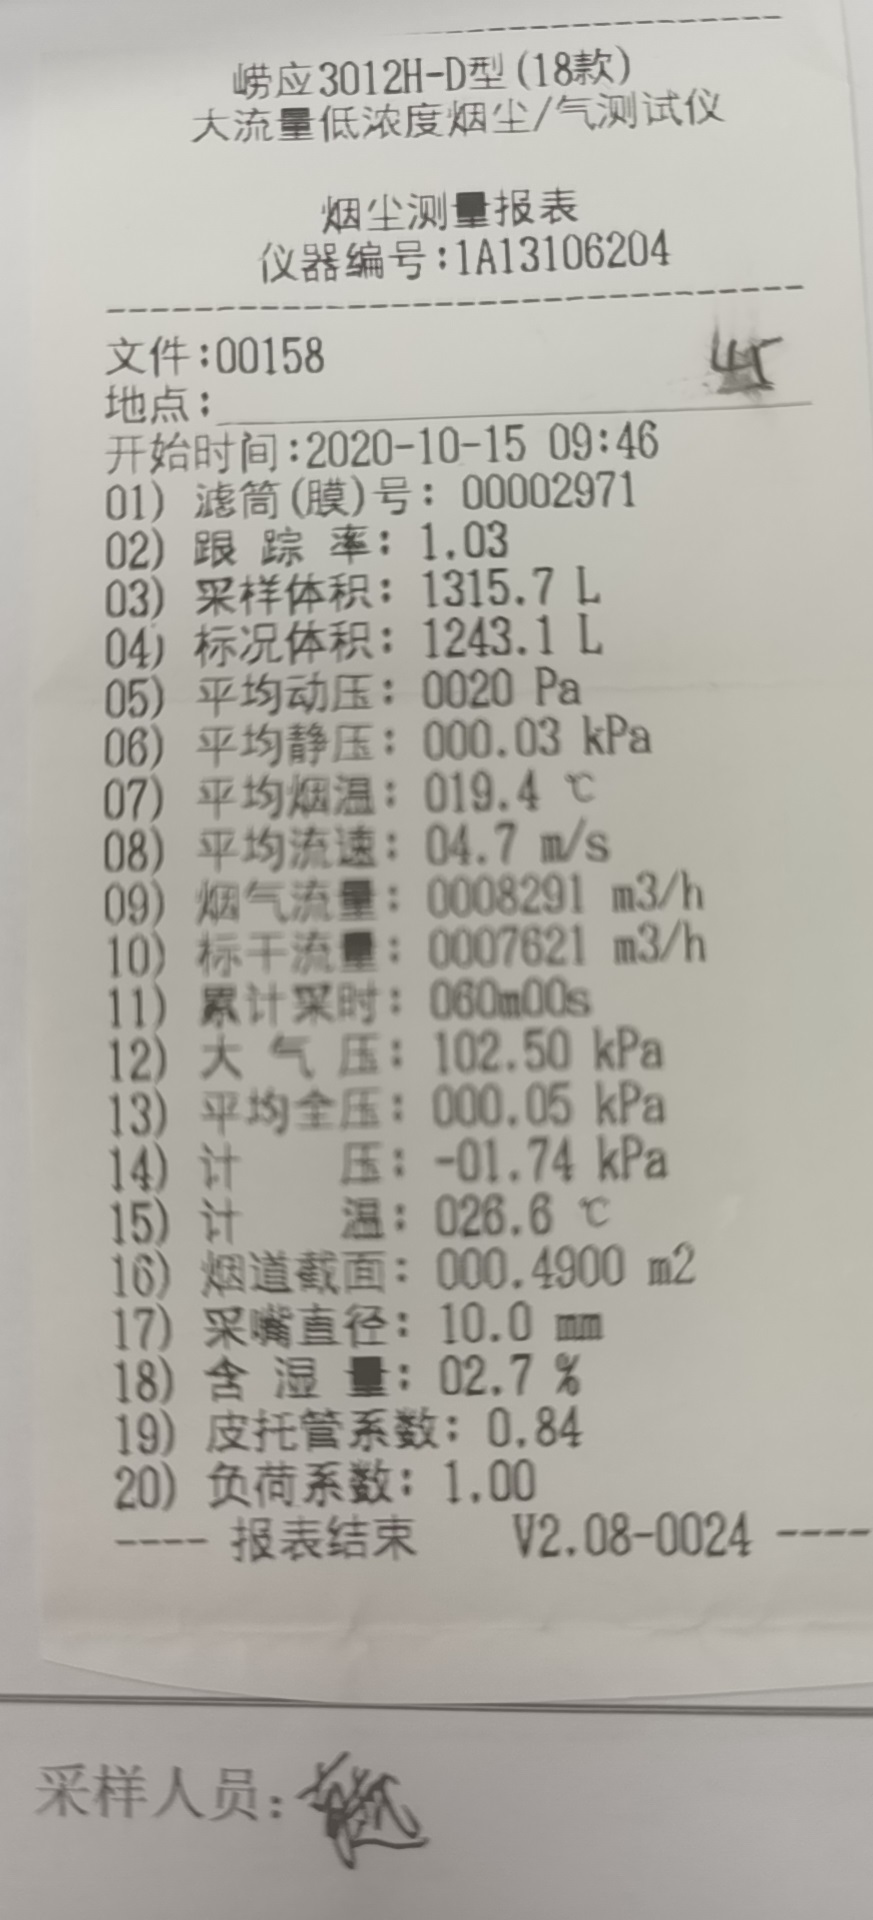 崂应3012H-D型(18款)
大流量低浓度烟尘/气测试仪
烟尘测量报表
仪器编号:1A13106204
文件:00158
地点:
开始时间:2020-10-15 09:46
01) 滤筒(膜)号: 00002971
02) 跟 踪 率: 1.03
03) 采样体积: 1315.7 L
04) 标况体积: 1243.1 L
05) 平均动压: 0020 Pa
06) 平均静压: 000.03 kPa
07) 平均烟温: 019.4 ℃
08) 平均流速: 04.7 m/s
09) 烟气流量: 0008291 m3/h
10) 标干流量: 0007621 m3/h
11) 累计采时: 060m00s
12) 大 气 压: 102.50 kPa
13) 平均全压: 000.05 kPa
14) 计 压: -01.74 kPa
15) 计 温: 026.6 ℃
16) 烟道截面: 000.4900 m2
17) 采嘴直径: 10.0 mm
18) 含 湿 量: 02.7 %
19) 皮托管系数: 0.84
20) 负荷系数: 1.00
---- 报表结束 V2.08-0024 ----
采样人员: